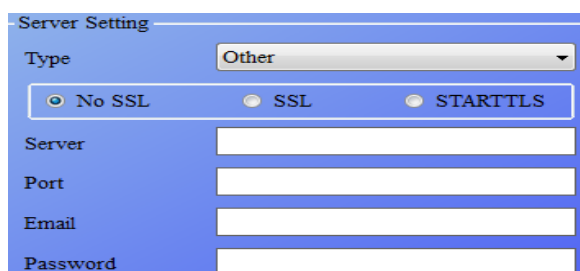 Server Setting
Type Other
No SSL SSL STARTTLS
Server
Port
Email
Password